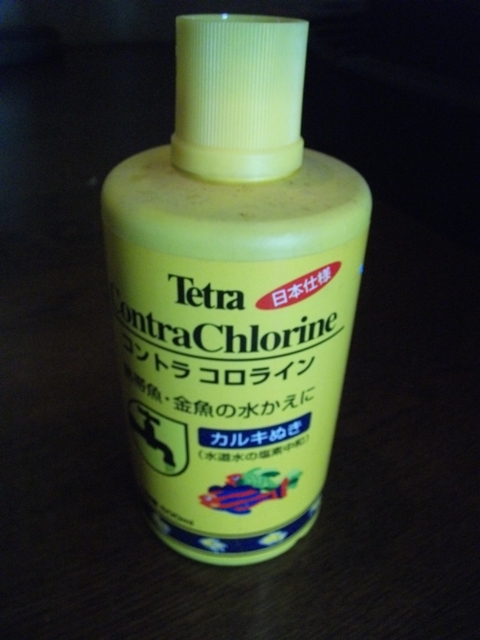 Tetra
日本仕様
ContraChlorine
コントラ コロライン
熱帯魚・金魚の水かえに
カルキぬき
(水道水の塩素中和)